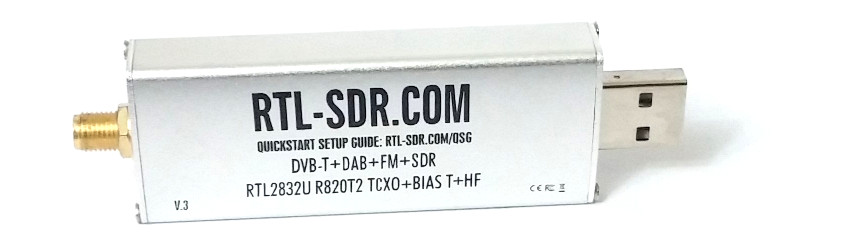 RTL-SDR.COM
QUICKSTART SETUP GUIDE: RTL-SDR.COM/QSG
DVB-T+DAB+FM+SDR
RTL2832U R820T2 TCXO+BIAS T+HF
V.3
CE FC